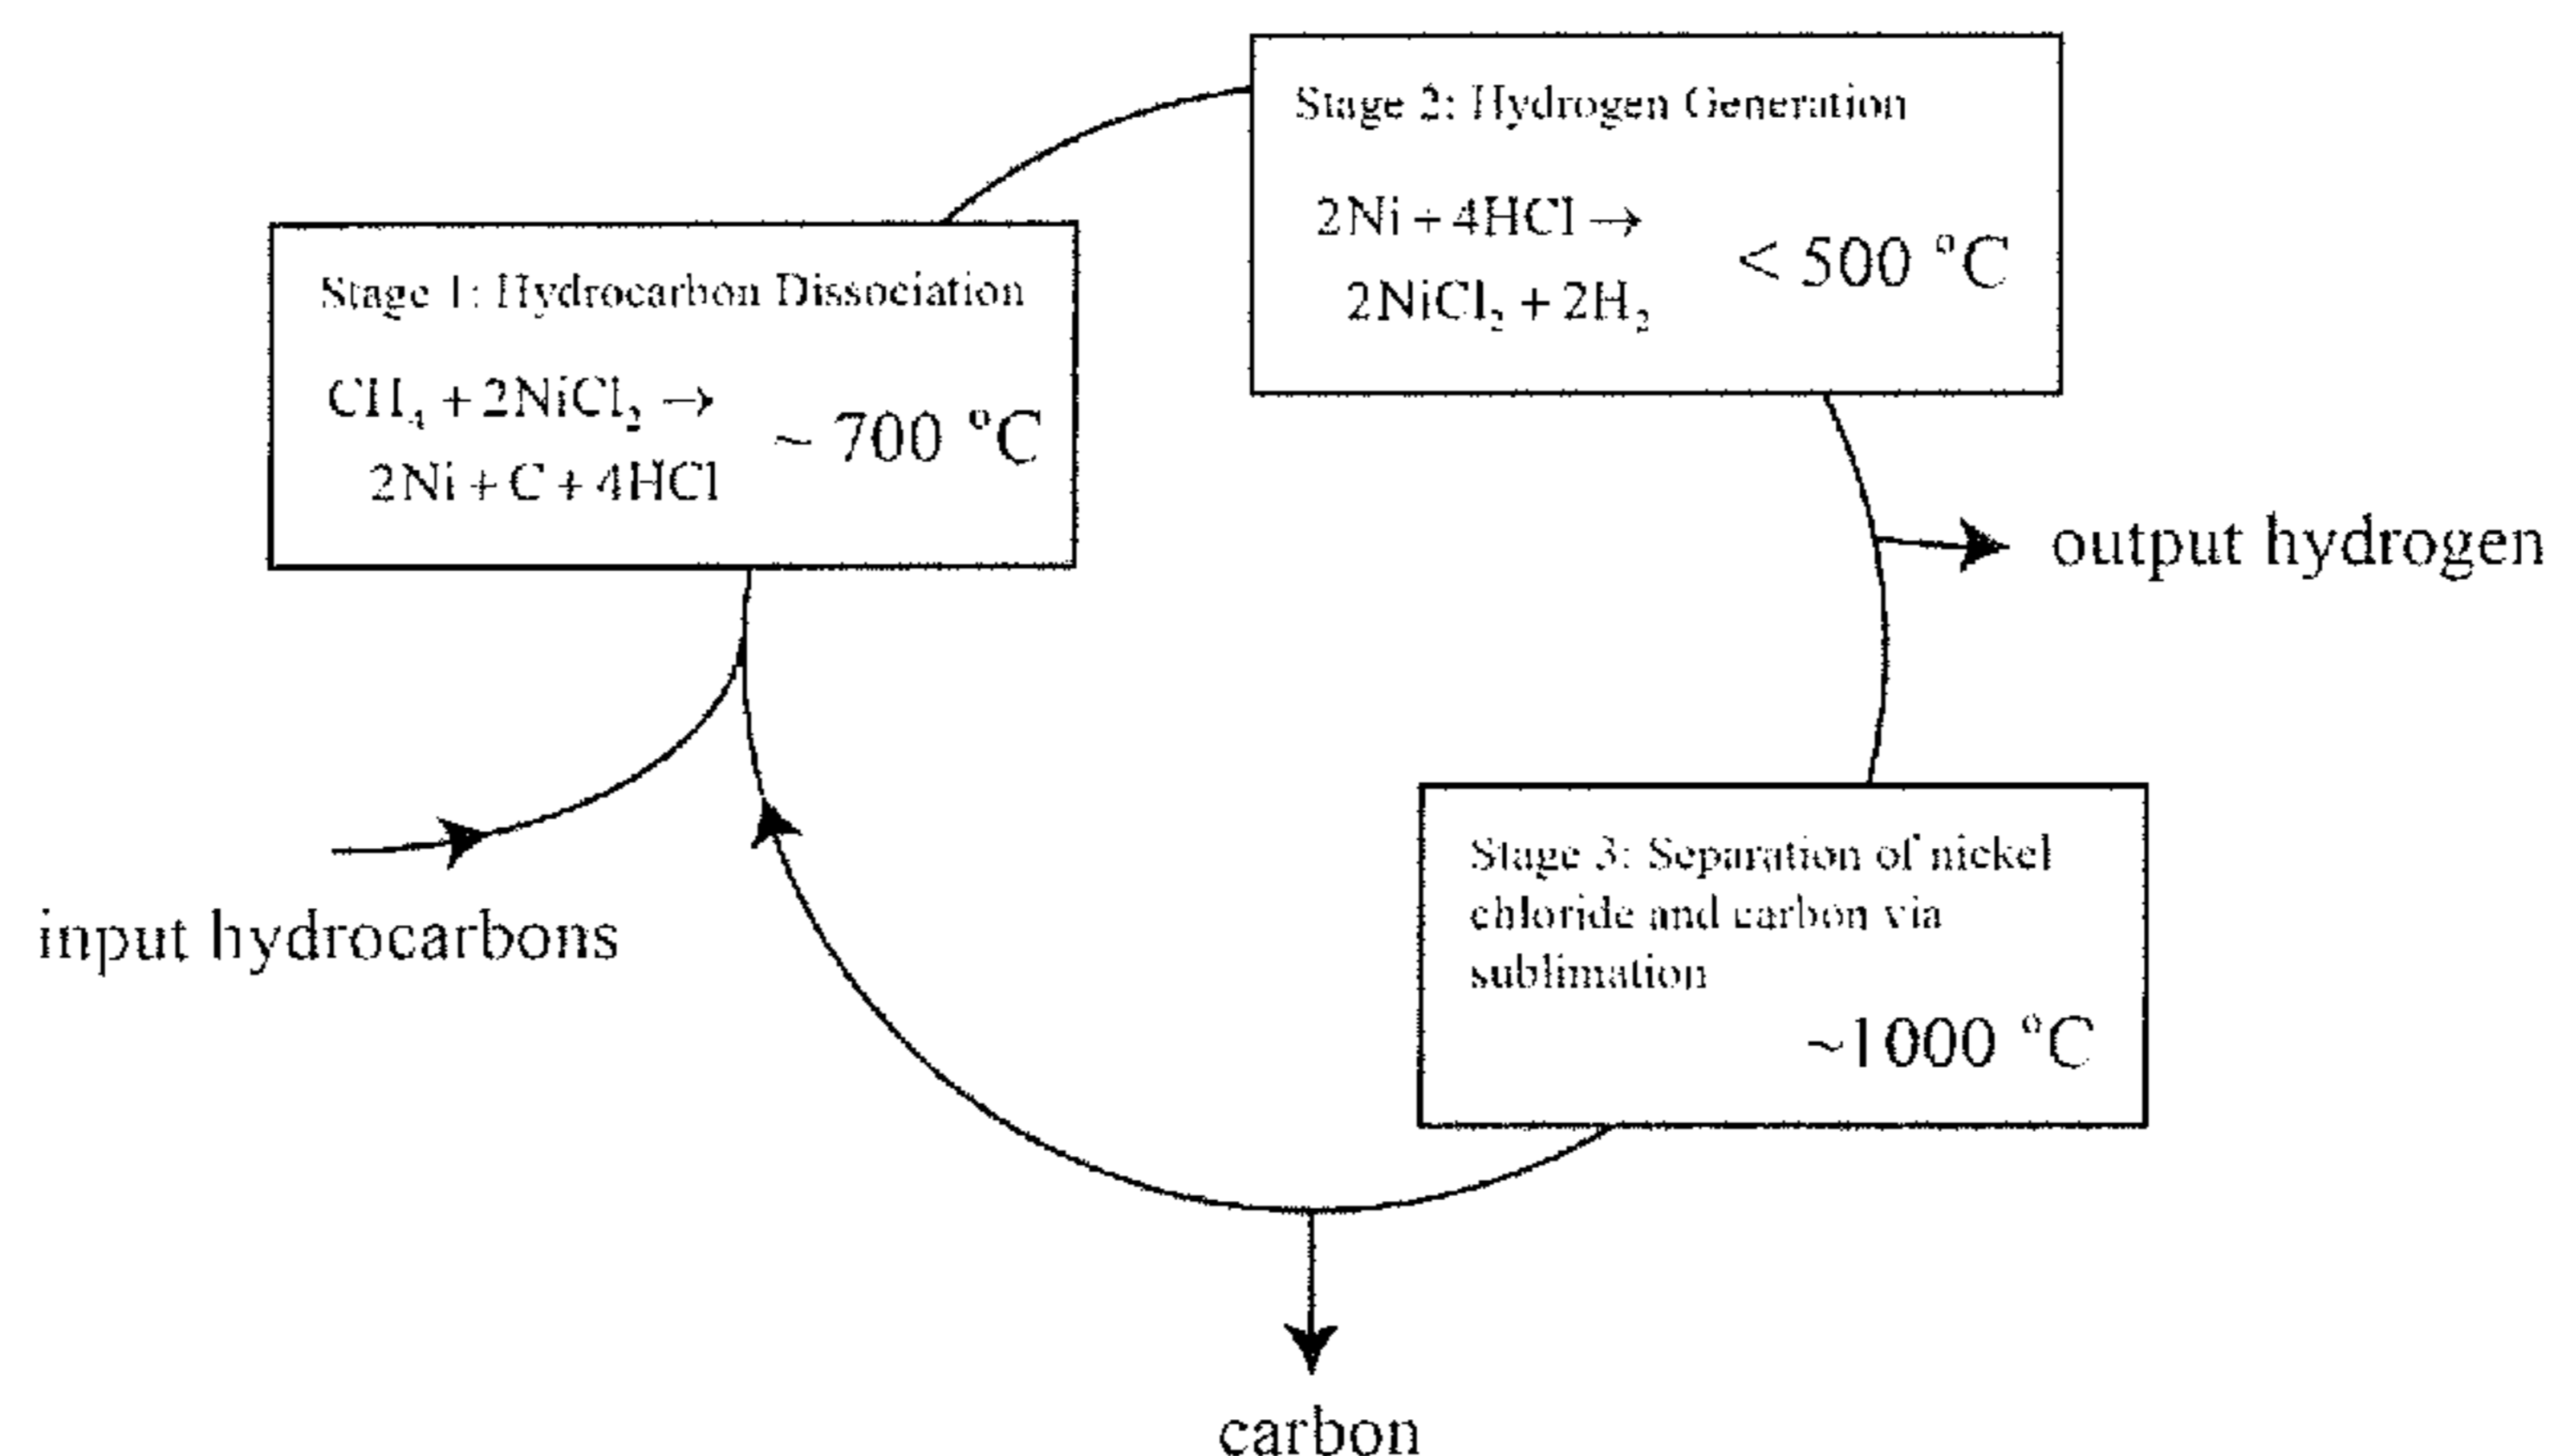 Stage 1: Hydrocarbon Dissociation
CH₄ + 2NiCl₂ →
2Ni + C + 4HCl
~ 700 °C
Stage 2: Hydrogen Generation
2Ni + 4HCl →
2NiCl₂ + 2H₂
< 500 °C
output hydrogen
Stage 3: Separation of nickel
chloride and carbon via
sublimation
~1000 °C
input hydrocarbons
carbon